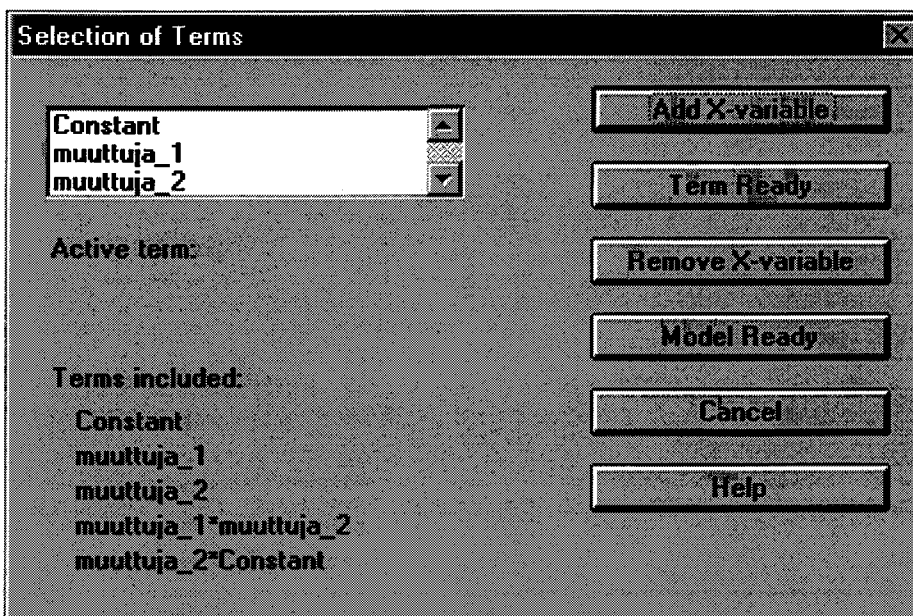 Selection of Terms
Constant
muuttuja_1
muuttuja_2
Active term:
Terms included:
Constant
muuttuja_1
muuttuja_2
muuttuja_1*muuttuja_2
muuttuja_2*Constant
Add X-variable
Term Ready
Remove X-variable
Model Ready
Cancel
Help